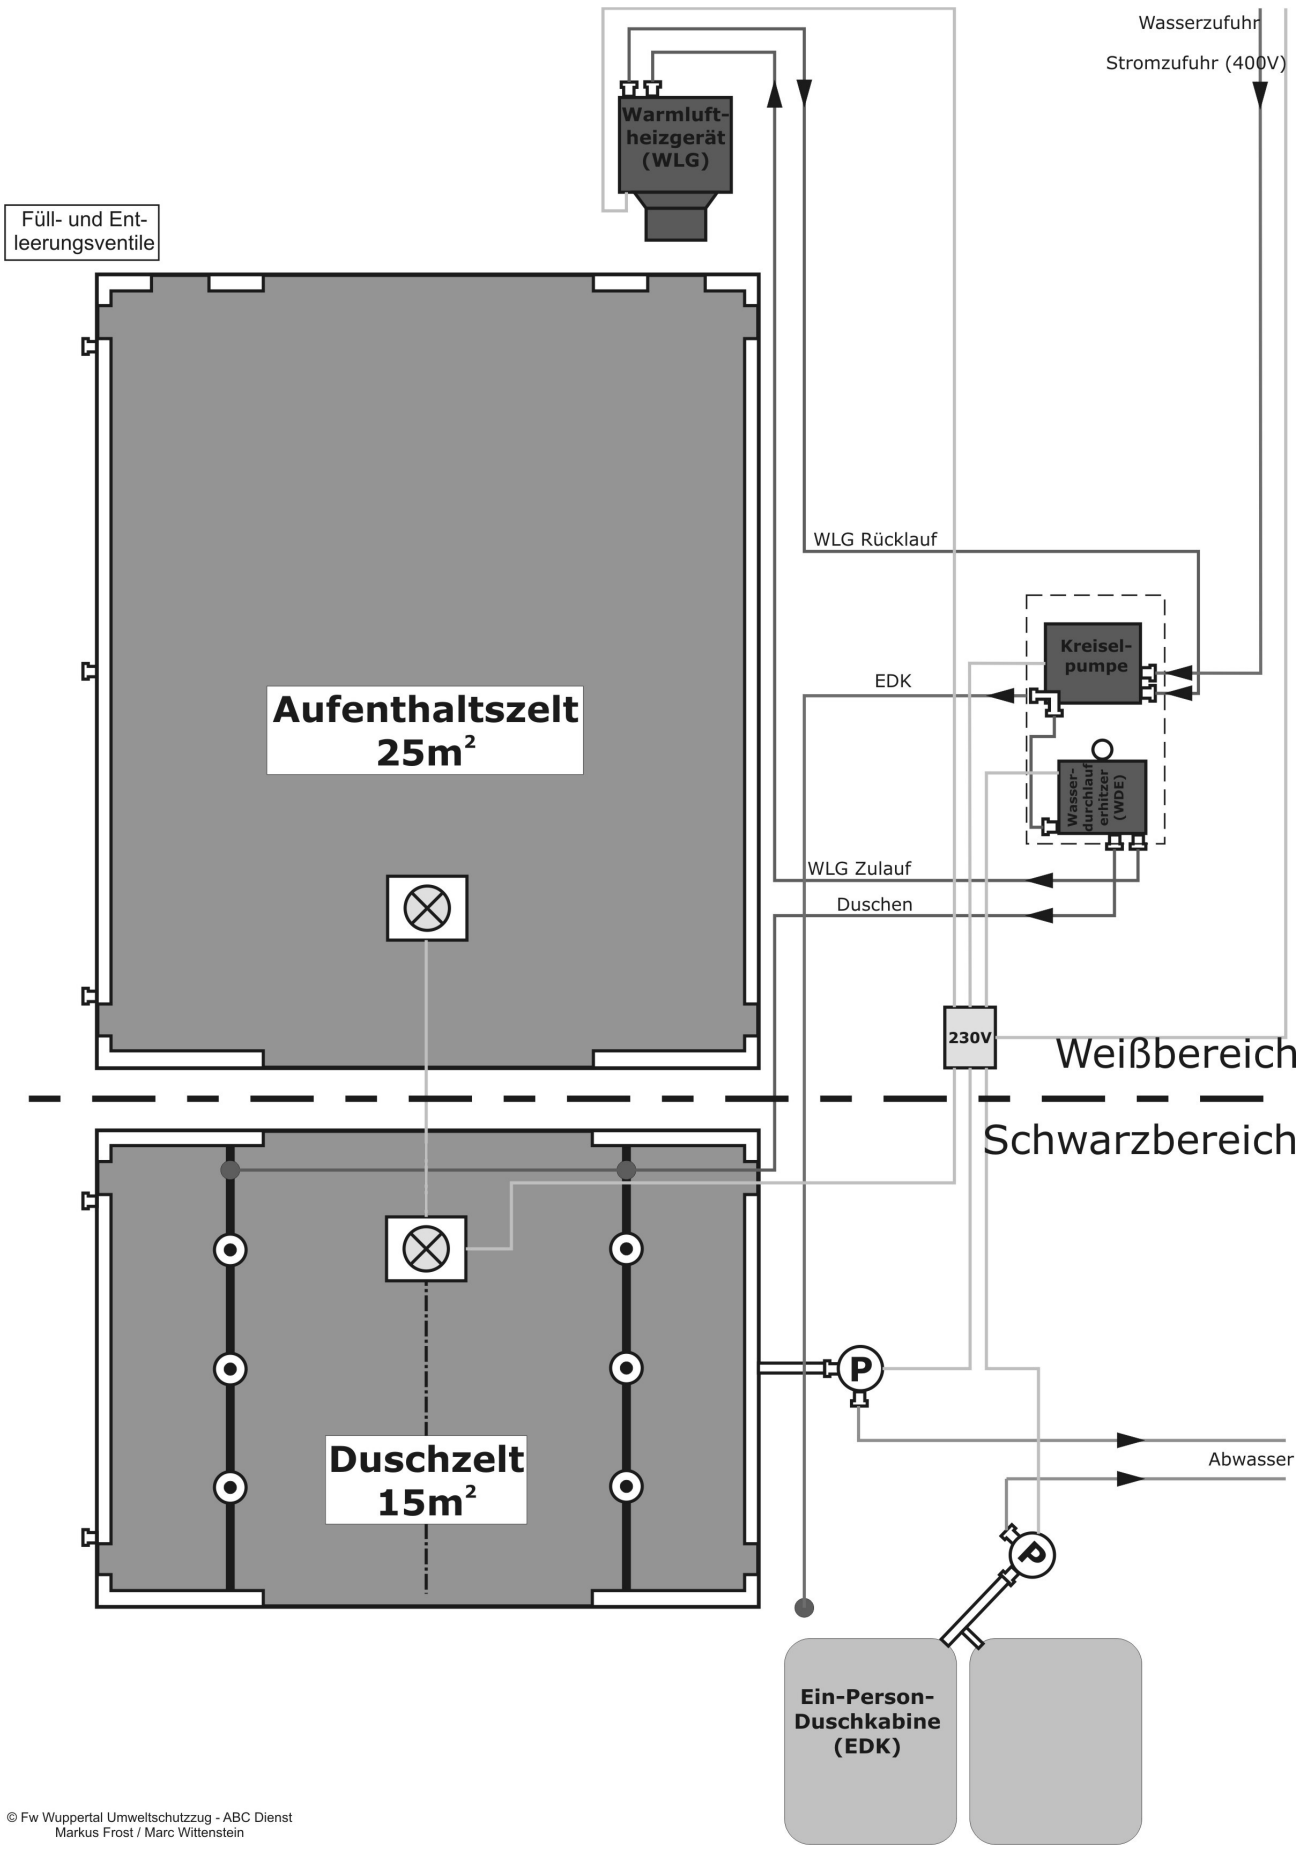 Wasserzufuhr
Stromzufuhr (400V)
Warmluft-
heizgerät
(WLG)
Füll- und Ent-
leerungsventile
WLG Rücklauf
Kreisel-
pumpe
EDK
Aufenthaltszelt
25m²
Wasser-
durchlauf
erhitzer
(WDE)
WLG Zulauf
Duschen
230V
Weißbereich
Schwarzbereich
P
Duschzelt
15m²
Abwasser
P
Ein-Person-
Duschkabine
(EDK)
© Fw Wuppertal Umweltschutzzug - ABC Dienst
Markus Frost / Marc Wittenstein